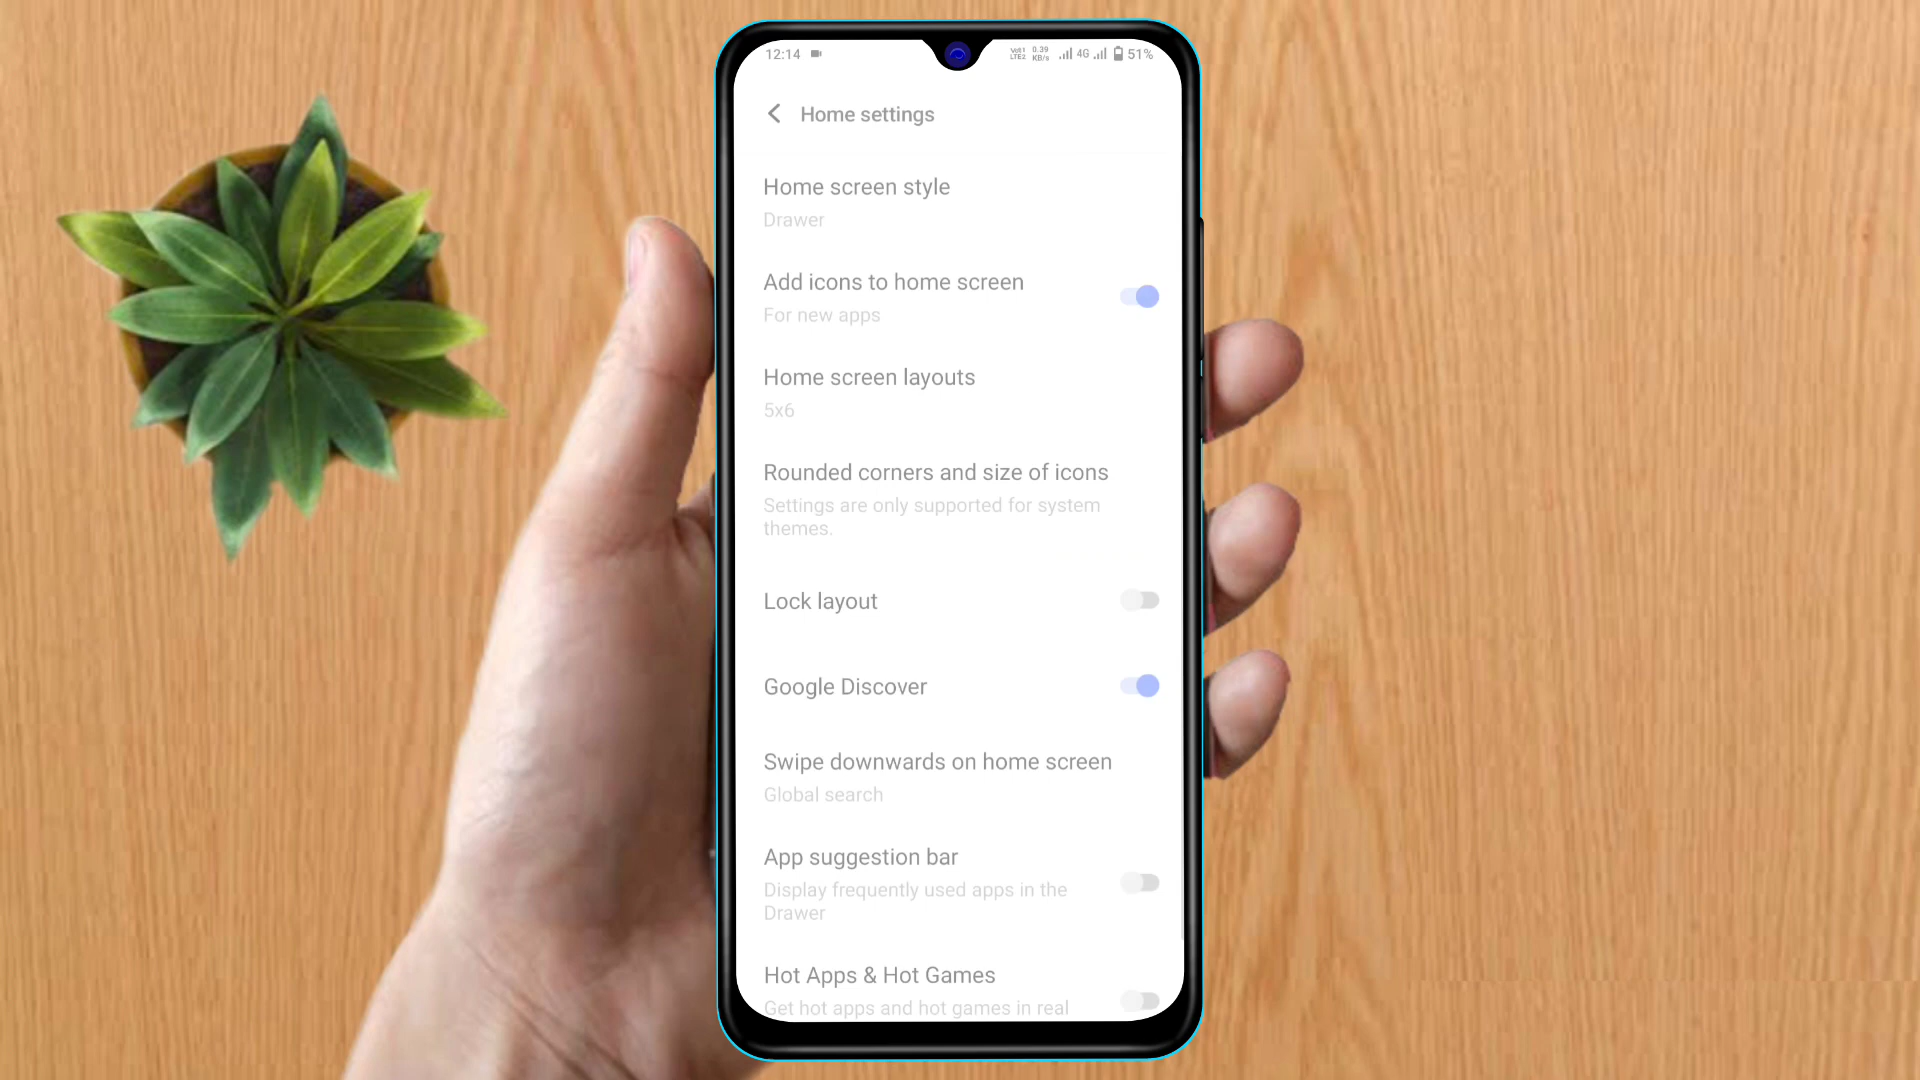 12:14
VoLTE1 0.39 4G 51%
LTE2 KB/s
Home settings
Home screen style
Drawer
Add icons to home screen
For new apps
Home screen layouts
5x6
Rounded corners and size of icons
Settings are only supported for system
themes.
Lock layout
Google Discover
Swipe downwards on home screen
Global search
App suggestion bar
Display frequently used apps in the
Drawer
Hot Apps & Hot Games
Get hot apps and hot games in real